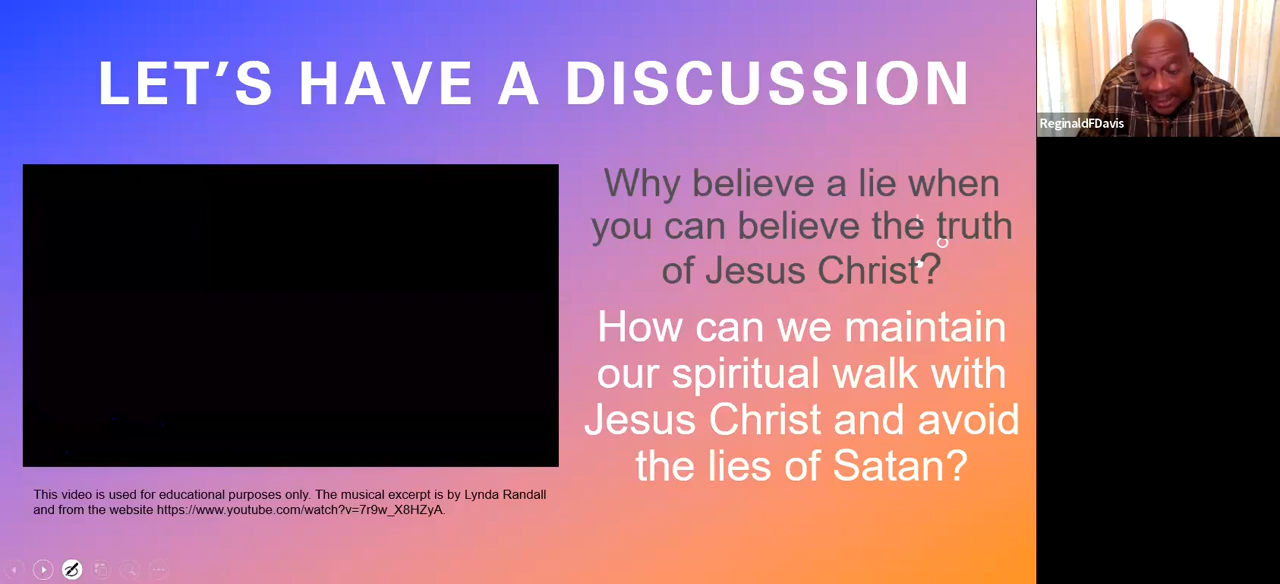 LET'S HAVE A DISCUSSION
ReginaldFDavis
Why believe a lie when
you can believe the truth
of Jesus Christ?
How can we maintain
our spiritual walk with
Jesus Christ and avoid
the lies of Satan?
This video is used for educational purposes only. The musical excerpt is by Lynda Randall
and from the website https://www.youtube.com/watch?v=7r9w_X8HZyA.